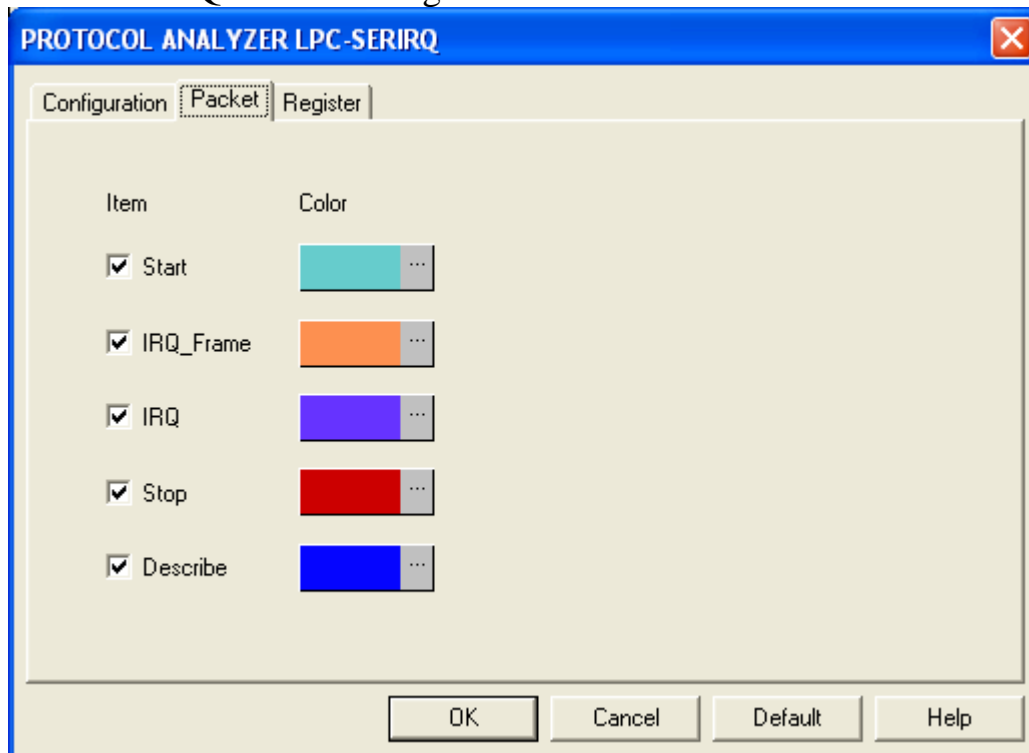 PROTOCOL ANALYZER LPC-SERIRQ
Configuration Packet Register
Item Color
Start ...
IRQ_Frame ...
IRQ ...
Stop ...
Describe ...
OK Cancel Default Help